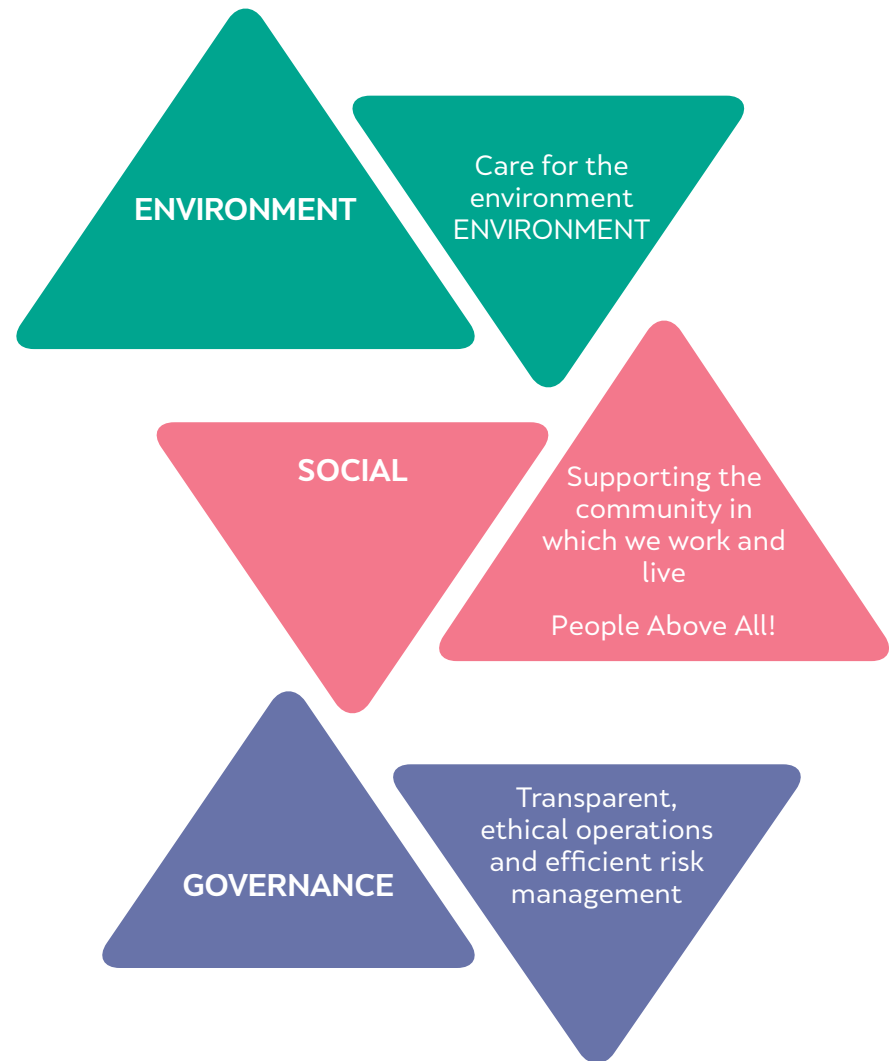 ENVIRONMENT
Care for the
environment
ENVIRONMENT
SOCIAL
Supporting the
community in
which we work and
live
People Above All!
GOVERNANCE
Transparent,
ethical operations
and efficient risk
management